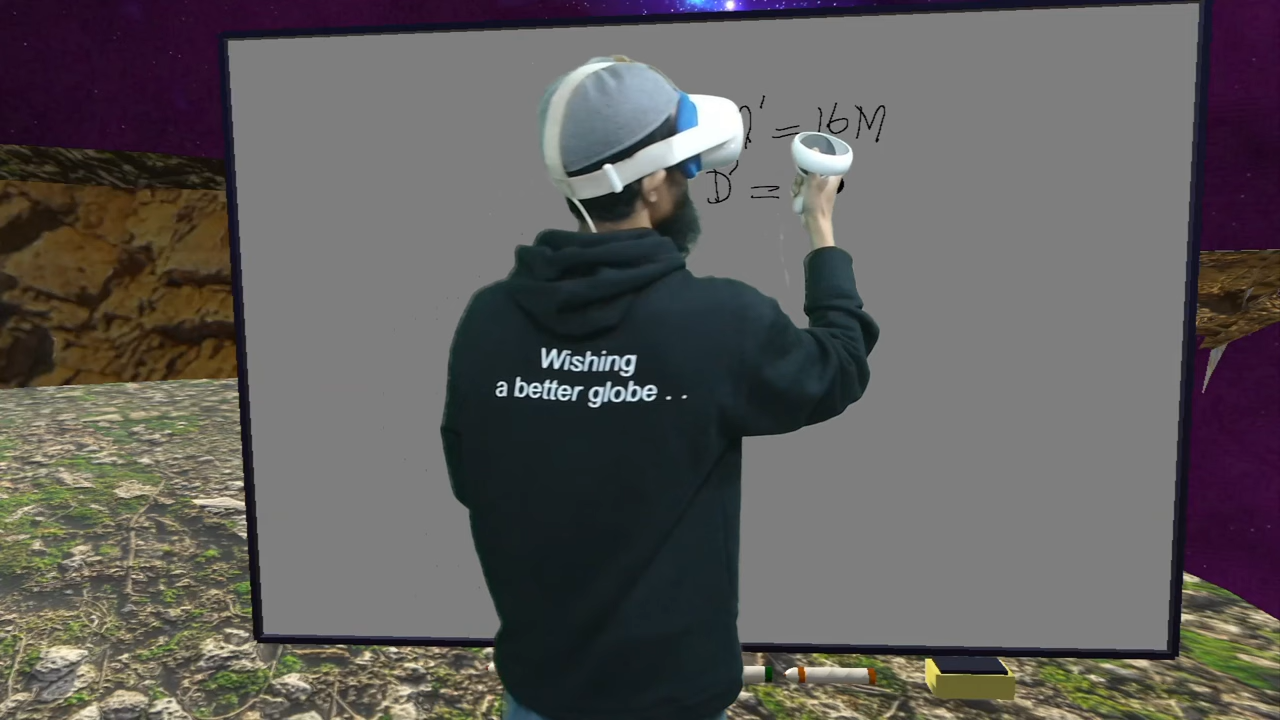 = 16M
D' =
Wishing
a better globe . .